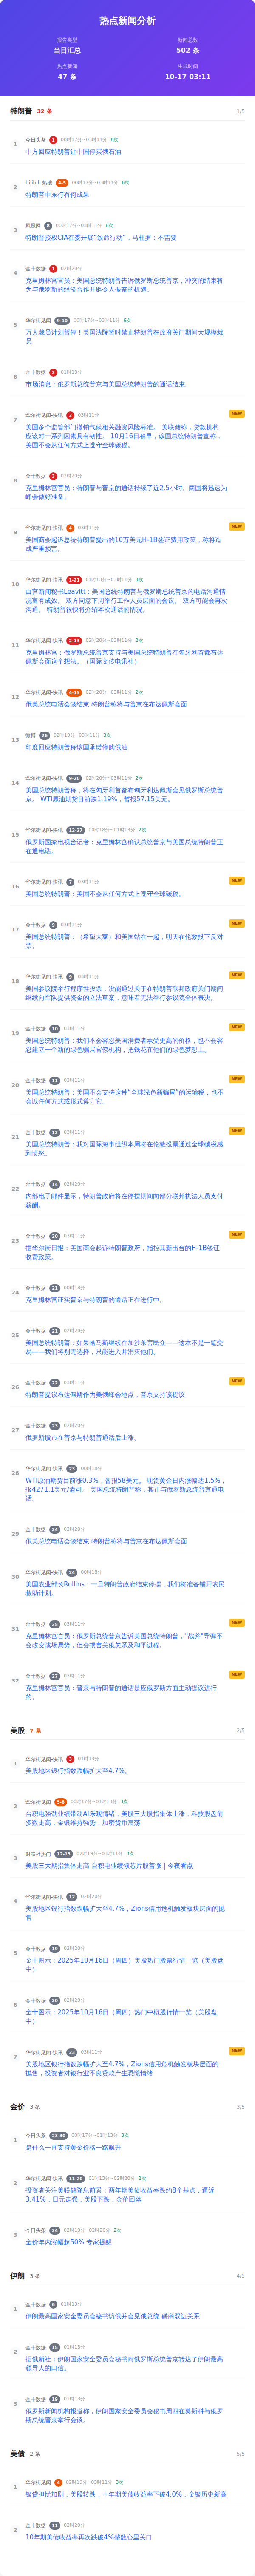 热点新闻分析
报告类型
新闻总数
当日汇总
502 条
热点新闻
生成时间
47 条
10-17 03:11
特朗普 32 条 1/5
1
今日头条 1 00时17分~03时11分 6次
中方回应特朗普让中国停买俄石油
2
bilibili 热搜 4-5 00时17分~03时11分 6次
特朗普中东行有何成果
3
凤凰网 8 00时17分~03时11分 6次
特朗普授权CIA在委开展"致命行动"，马杜罗：不需要
4
金十数据 1 02时20分
克里姆林宫官员：美国总统特朗普告诉俄罗斯总统普京，冲突的结束将
为与俄罗斯的经济合作开辟令人振奋的机遇。
5
华尔街见闻 9-10 00时17分~03时11分 6次
万人裁员计划暂停！美国法院暂时禁止特朗普在政府关门期间大规模裁
员
6
金十数据 2 01时13分
市场消息：俄罗斯总统普京与美国总统特朗普的通话结束。
7
华尔街见闻-快讯 2 03时11分
NEW
美国多个监管部门撤销气候相关融资风险标准。 美联储称，贷款机构
应该对一系列因素具有韧性。 10月16日稍早，该国总统特朗普宣称，
美国不会从任何方式上遵守全球碳税。
8
金十数据 3 02时20分
克里姆林宫官员：特朗普与普京的通话持续了近2.5小时。两国将迅速为
峰会做好准备。
9
华尔街见闻-快讯 4 03时11分
NEW
美国商会起诉总统特朗普提出的10万美元H-1B签证费用政策，称将造
成严重损害。
10
华尔街见闻-快讯 1-21 01时13分~03时11分 3次
白宫新闻秘书Leavitt：美国总统特朗普与俄罗斯总统普京的电话沟通情
况富有成效。 双方同意下周举行工作人员层面的会议。 双方可能会再次
沟通。 特朗普很快将介绍本次通话的情况。
11
华尔街见闻-快讯 2-13 02时20分~03时11分 2次
克里姆林宫：俄罗斯总统普京支持与美国总统特朗普在匈牙利首都布达
佩斯会面这个想法。（国际文传电讯社）
12
华尔街见闻-快讯 4-15 02时20分~03时11分 2次
俄美总统电话会谈结束 特朗普称将与普京在布达佩斯会面
13
微博 26 02时19分~03时11分 3次
印度回应特朗普称该国承诺停购俄油
14
华尔街见闻-快讯 9-20 02时20分~03时11分 2次
美国总统特朗普称，将在匈牙利首都布达佩斯会见俄罗斯总统普
京。 WTI原油期货日内跌1.19%，暂报57.15美元。
15
华尔街见闻-快讯 12-27 00时18分~01时13分 2次
俄罗斯国家电视台记者：克里姆林宫确认总统普京与美国总统特朗普正
在通电话。
16
华尔街见闻-快讯 7 03时11分
NEW
美国总统特朗普：美国不会从任何方式上遵守全球碳税。
17
金十数据 9 03时11分
NEW
美国总统特朗普：（希望大家）和美国站在一起，明天在伦敦投下反对
票。
18
华尔街见闻-快讯 9 03时11分
NEW
美国参议院举行程序性投票，没能通过关于在特朗普联邦政府关门期间
继续向军队提供资金的立法草案，意味着无法举行参议院全体表决。
19
金十数据 10 03时11分
NEW
美国总统特朗普：我们不会容忍美国消费者承受更高的价格，也不会容
忍建立一个新的绿色骗局官僚机构，把钱花在他们的绿色梦想上。
20
金十数据 11 03时11分
NEW
美国总统特朗普：美国不会支持这种"全球绿色新骗局"的运输税，也不
会以任何方式或形式遵守它。
21
金十数据 12 03时11分
NEW
美国总统特朗普：我对国际海事组织本周将在伦敦投票通过全球碳税感
到愤怒。
22
金十数据 14 02时20分
内部电子邮件显示，特朗普政府将在停摆期间向部分联邦执法人员支付
薪酬。
23
金十数据 20 03时11分
NEW
据华尔街日报：美国商会起诉特朗普政府，指控其新出台的H-1B签证
收费政策。
24
金十数据 21 00时18分
克里姆林宫证实普京与特朗普的通话正在进行中。
25
金十数据 21 02时20分
美国总统特朗普：如果哈马斯继续在加沙杀害民众——这本不是一笔交
易——我们将别无选择，只能进入并消灭他们。
26
金十数据 22 03时11分
NEW
特朗普提议布达佩斯作为美俄峰会地点，普京支持该提议
27
金十数据 23 02时20分
俄罗斯股市在普京与特朗普通话后上涨。
28
华尔街见闻-快讯 23 00时18分
WTI原油期货日内涨0.3%，暂报58美元。 现货黄金日内涨幅达1.5%，
报4271.1美元/盎司。 美国总统特朗普称，其正与俄罗斯总统普京通电
话。
29
金十数据 24 02时20分
俄美总统电话会谈结束 特朗普称将与普京在布达佩斯会面
30
华尔街见闻-快讯 24 00时18分
美国农业部长Rollins：一旦特朗普政府结束停摆，我们将准备铺开农民
救助计划。
31
金十数据 25 03时11分
NEW
克里姆林宫官员：俄罗斯总统普京告诉美国总统特朗普，"战斧"导弹不
会改变战场局势，但会损害美俄关系及和平进程。
32
金十数据 27 03时11分
NEW
克里姆林宫官员：普京与特朗普的通话是应俄罗斯方面主动提议进行
的。
美股 7 条 2/5
1
华尔街见闻-快讯 3 01时13分
美股地区银行指数跌幅扩大至4.7%。
2
华尔街见闻 5-6 00时17分~01时13分 3次
台积电强劲业绩带动AI乐观情绪，美股三大股指集体上涨，科技股盘前
多数走高，金银维持强势，加密货币震荡
3
财联社热门 12-13 02时19分~03时11分 3次
美股三大期指集体走高 台积电业绩领芯片股普涨 | 今夜看点
4
华尔街见闻-快讯 12 02时20分
美股地区银行指数跌幅扩大至4.7%，Zions信用危机触发板块层面的抛
售
5
金十数据 19 02时20分
金十图示：2025年10月16日（周四）美股热门股票行情一览（美股盘
中）
6
金十数据 20 02时20分
金十图示：2025年10月16日（周四）热门中概股行情一览（美股盘
中）
7
华尔街见闻-快讯 23 03时11分
NEW
美股地区银行指数跌幅扩大至4.7%，Zions信用危机触发板块层面的
抛售，投资者对银行业不良贷款产生恐慌情绪
金价 3 条 3/5
1
今日头条 23-30 00时17分~01时13分 3次
是什么一直支持黄金价格一路飙升
2
华尔街见闻-快讯 11-20 01时13分~02时20分 2次
投资者关注美联储降息前景：两年期美债收益率跌约8个基点，逼近
3.41%，日元走强，美股下跌，金价回落
3
今日头条 24 02时19分~02时20分 2次
金价年内涨幅超50% 专家提醒
伊朗 3 条 4/5
1
金十数据 6 01时13分
伊朗最高国家安全委员会秘书访俄并会见俄总统 磋商双边关系
2
金十数据 15 01时13分
据俄新社：伊朗国家安全委员会秘书向俄罗斯总统普京转达了伊朗最高
领导人的口信。
3
金十数据 19 01时13分
俄罗斯新闻机构报道称，伊朗国家安全委员会秘书周四在莫斯科与俄罗
斯总统普京举行会谈。
美债 2 条 5/5
1
华尔街见闻 4 02时19分~03时11分 3次
银贷担忧加剧，美股转跌，十年期美债收益率下破4.0%，金银历史新高
2
金十数据 11 02时20分
10年期美债收益率再次跌破4%整数心里关口